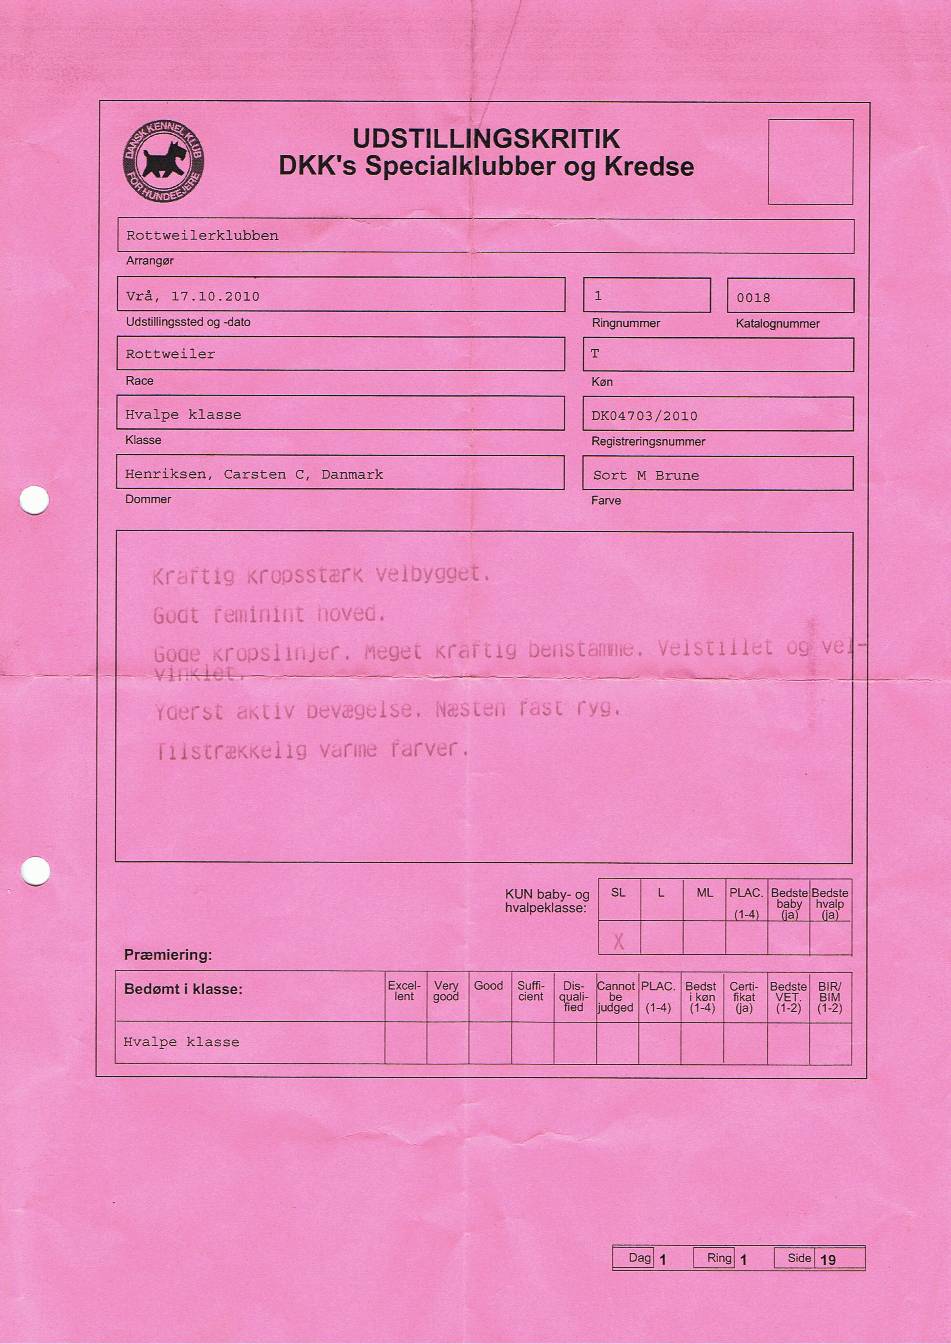 DANSK KENNEL KLUB
FOR HUNDEEJERE
UDSTILLINGSKRITIK
DKK's Specialklubber og Kredse
Rottweilerklubben
Arrangør
Vrå, 17.10.2010
1
0018
Udstillingssted og -dato
Ringnummer
Katalognummer
Rottweiler
T
Race
Køn
Hvalpe klasse
DK04703/2010
Klasse
Registreringsnummer
Henriksen, Carsten C, Danmark
Sort M Brune
Dommer
Farve
Kraftig kropsstærk velbygget.
Godt feminint hoved.
Gode kropslinjer. Meget kraftig benstamme. Velstillet og vel-
vinklet.
Yderst aktiv bevægelse. Næsten fast ryg.
Tilstrækkelig varme farver.
KUN baby- og
hvalpeklasse:
SL L ML PLAC. (1-4) Bedste baby (ja) Bedste hvalp (ja)
X
Præmiering:
Bedømt i klasse:
Excel-lent Very good Good Suffi-cient Dis-quali-fied Cannot be judged PLAC. (1-4) Bedst i køn (1-4) Certi-fikat (ja) Bedste VET. (1-2) BIR/BIM (1-2)
Hvalpe klasse
Dag 1 Ring 1 Side 19